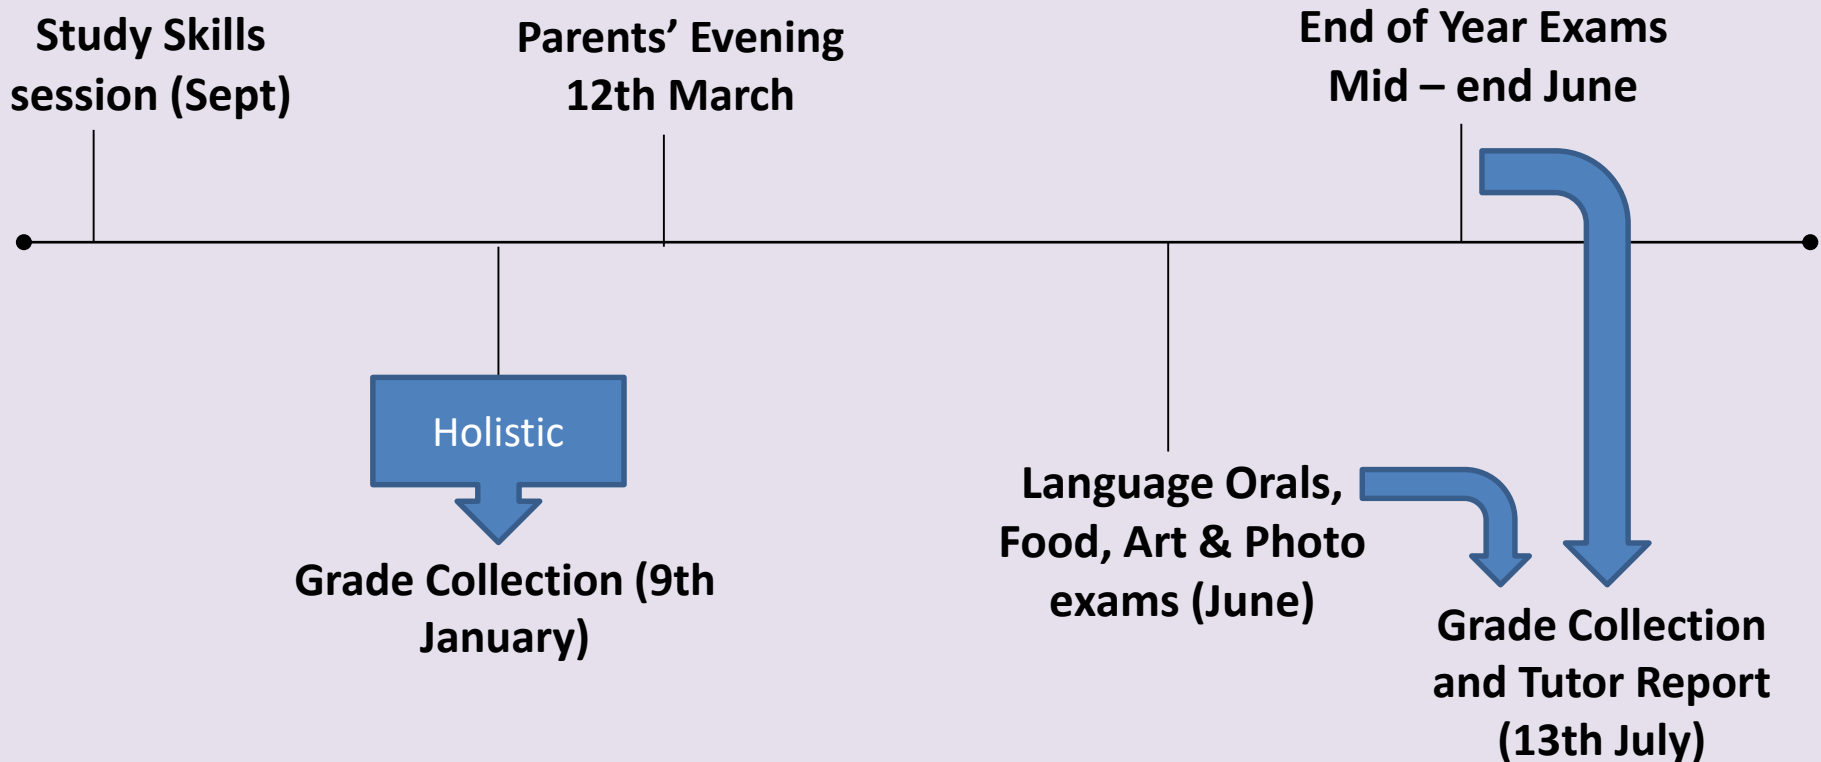 Study Skills
session (Sept)
Parents’ Evening
12th March
End of Year Exams
Mid – end June
Holistic
Grade Collection (9th
January)
Language Orals,
Food, Art & Photo
exams (June)
Grade Collection
and Tutor Report
(13th July)